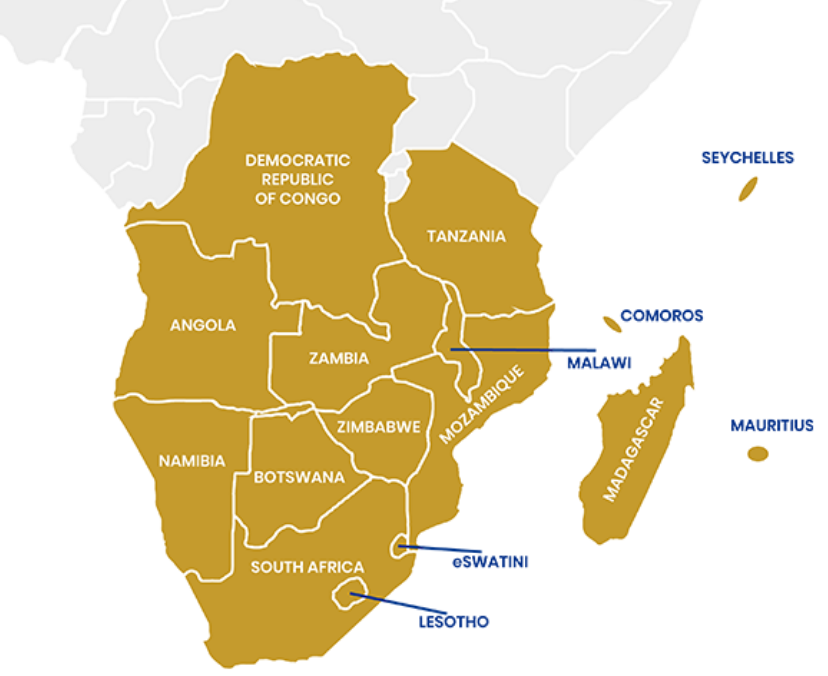 SEYCHELLES
DEMOCRATIC
REPUBLIC
OF CONGO
TANZANIA
COMOROS
ANGOLA
ZAMBIA
MALAWI
MOZAMBIQUE
MADAGASCAR
ZIMBABWE
MAURITIUS
NAMIBIA
BOTSWANA
SOUTH AFRICA
eSWATINI
LESOTHO